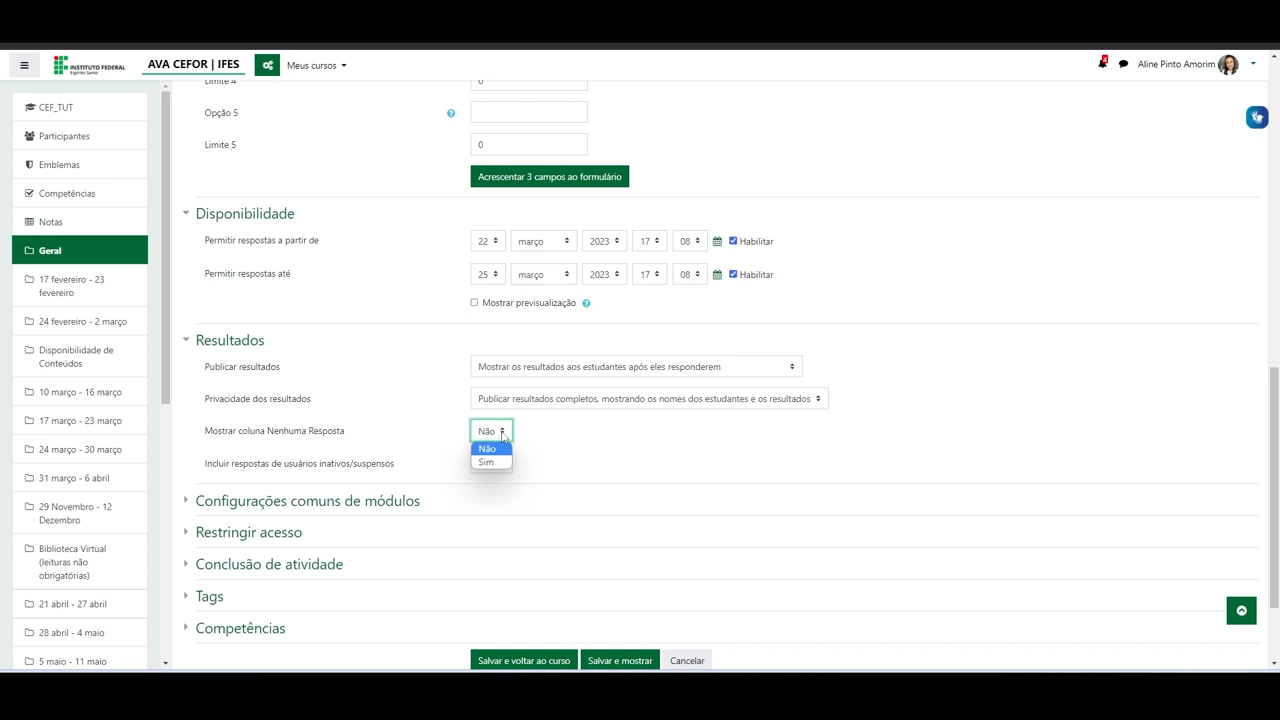 INSTITUTO FEDERAL
Espírito Santo
AVA CEFOR | IFES
Meus cursos
Aline Pinto Amorim
CEF_TUT
Participantes
Emblemas
Competências
Notas
Geral
17 fevereiro - 23
fevereiro
24 fevereiro - 2 março
Disponibilidade de
Conteúdos
10 março - 16 março
17 março - 23 março
24 março - 30 março
31 março - 6 abril
29 Novembro - 12
Dezembro
Biblioteca Virtual
(leituras não
obrigatórias)
21 abril - 27 abril
28 abril - 4 maio
5 maio - 11 maio
Limite 4 0
Opção 5
Limite 5 0
Acrescentar 3 campos ao formulário
Disponibilidade
Permitir respostas a partir de 22 março 2023 17 08 Habilitar
Permitir respostas até 25 março 2023 17 08 Habilitar
Mostrar previsualização
Resultados
Publicar resultados Mostrar os resultados aos estudantes após eles responderem
Privacidade dos resultados Publicar resultados completos, mostrando os nomes dos estudantes e os resultados
Mostrar coluna Nenhuma Resposta Não
Não
Sim
Incluir respostas de usuários inativos/suspensos
Configurações comuns de módulos
Restringir acesso
Conclusão de atividade
Tags
Competências
Salvar e voltar ao curso Salvar e mostrar Cancelar